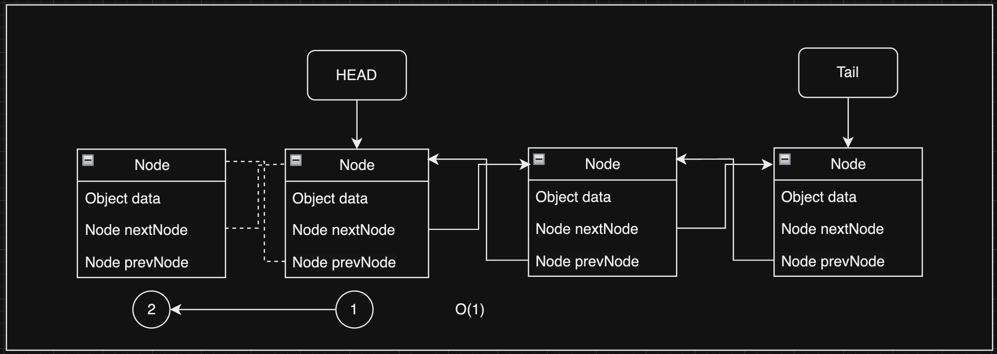 HEAD
Tail
Node
Object data
Node nextNode
Node prevNode
Node
Object data
Node nextNode
Node prevNode
Node
Object data
Node nextNode
Node prevNode
Node
Object data
Node nextNode
Node prevNode
2
1
O(1)